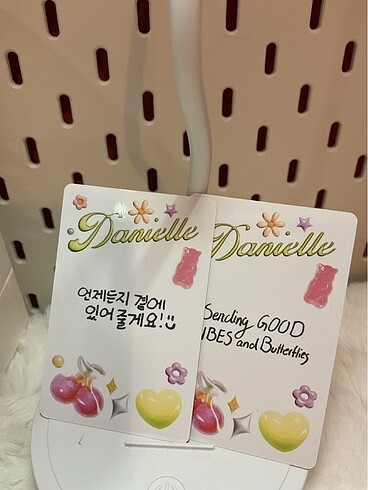 Danielle
언제든지 곁에
있어줄게요!
Danielle
Sending GOOD
VIBES and Butterflies